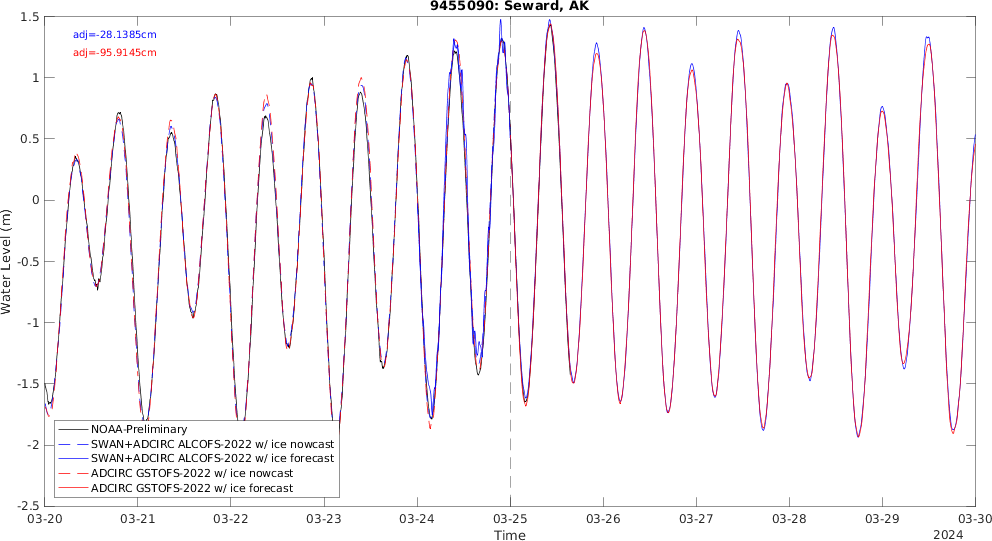 9455090: Seward, AK
adj=-28.1385cm
adj=-95.9145cm
Water Level (m)
1.5
1
0.5
0
-0.5
-1
-1.5
-2
-2.5
NOAA-Preliminary
SWAN+ADCIRC ALCOFS-2022 w/ ice nowcast
SWAN+ADCIRC ALCOFS-2022 w/ ice forecast
ADCIRC GSTOFS-2022 w/ ice nowcast
ADCIRC GSTOFS-2022 w/ ice forecast
03-20 03-21 03-22 03-23 03-24 03-25 03-26 03-27 03-28 03-29 03-30
Time
2024